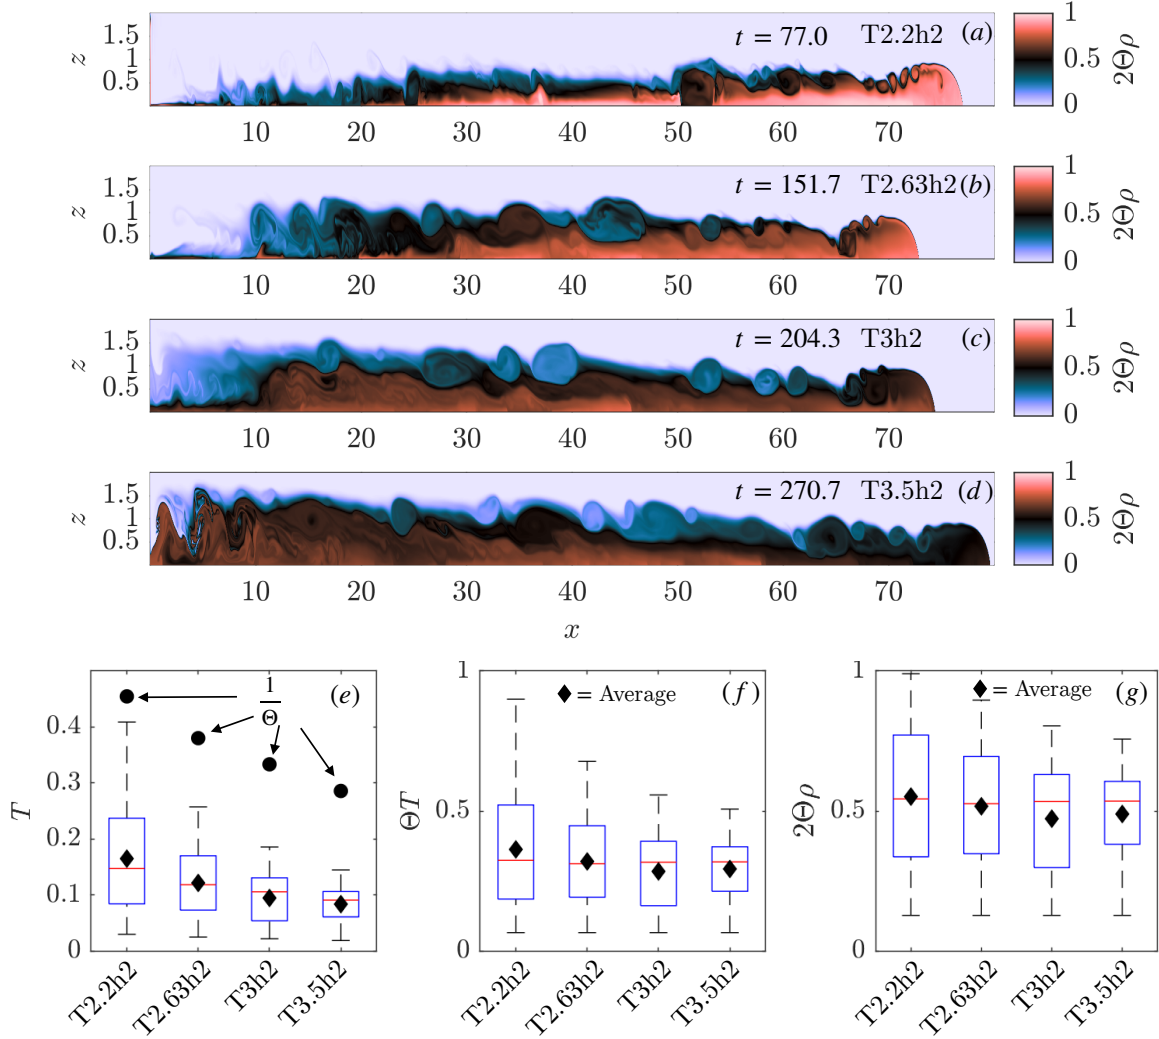 t = 77.0 T2.2h2 (a)
z
1.5
1
0.5
10 20 30 40 50 60 70
1
0.5
0
2Θρ
t = 151.7 T2.63h2 (b)
z
1.5
1
0.5
10 20 30 40 50 60 70
1
0.5
0
2Θρ
t = 204.3 T3h2 (c)
z
1.5
1
0.5
10 20 30 40 50 60 70
1
0.5
0
2Θρ
t = 270.7 T3.5h2 (d)
z
1.5
1
0.5
10 20 30 40 50 60 70
1
0.5
0
2Θρ
x
(e)
1
Θ
T
0.4
0.3
0.2
0.1
0
T2.2h2 T2.63h2 T3h2 T3.5h2
(f)
= Average
ΘT
1
0.5
0
T2.2h2 T2.63h2 T3h2 T3.5h2
(g)
= Average
2Θρ
1
0.5
0
T2.2h2 T2.63h2 T3h2 T3.5h2